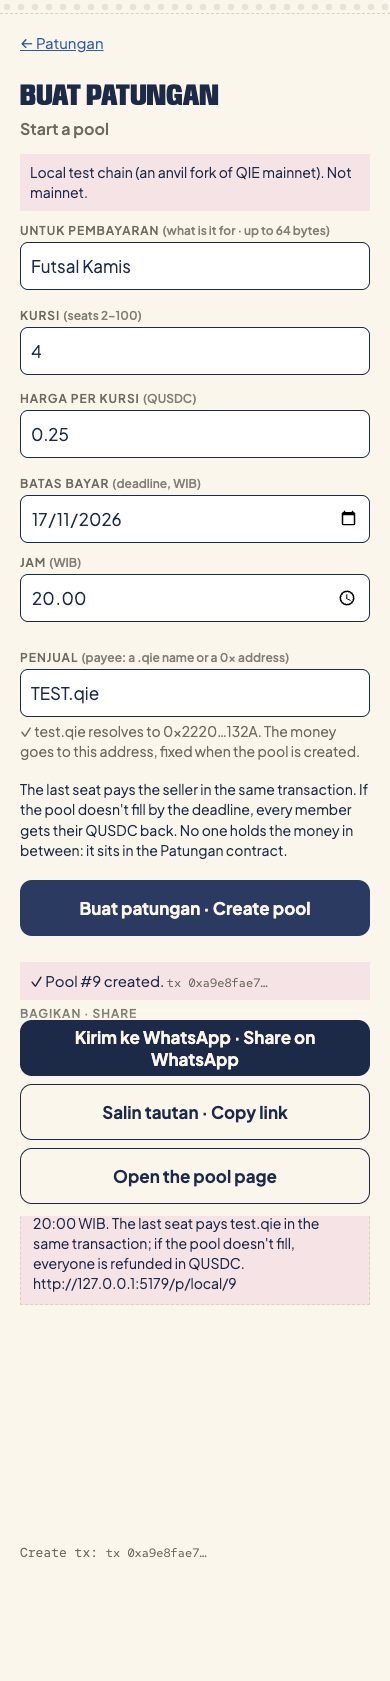 ← Patungan
BUAT PATUNGAN
Start a pool
Local test chain (an anvil fork of QIE mainnet). Not
mainnet.
UNTUK PEMBAYARAN (what is it for · up to 64 bytes)
Futsal Kamis
KURSI (seats 2–100)
4
HARGA PER KURSI (QUSDC)
0.25
BATAS BAYAR (deadline, WIB)
17/11/2026
JAM (WIB)
20.00
PENJUAL (payee: a .qie name or a 0x address)
TEST.qie
✓ test.qie resolves to 0×2220…132A. The money
goes to this address, fixed when the pool is created.
The last seat pays the seller in the same transaction. If
the pool doesn't fill by the deadline, every member
gets their QUSDC back. No one holds the money in
between: it sits in the Patungan contract.
Buat patungan · Create pool
✓ Pool #9 created. tx 0xa9e8fae7…
BAGIKAN · SHARE
Kirim ke WhatsApp · Share on
WhatsApp
Salin tautan · Copy link
Open the pool page
20:00 WIB. The last seat pays test.qie in the
same transaction; if the pool doesn't fill,
everyone is refunded in QUSDC.
http://127.0.0.1:5179/p/local/9
Create tx: tx 0xa9e8fae7…